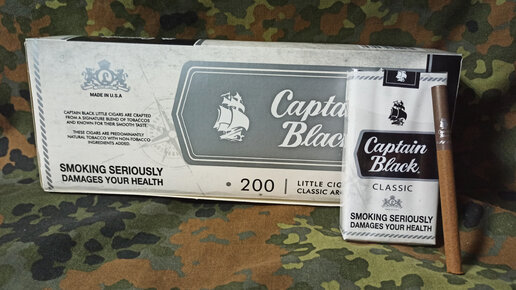 MADE IN U.S.A
CAPTAIN BLACK LITTLE CIGARS ARE CRAFTED
FROM A SIGNATURE BLEND OF TOBACCOS
AND KNOWN FOR THEIR SMOOTH TASTE.
THESE CIGARS ARE PREDOMINANTLY
NATURAL TOBACCO WITH NON-TOBACCO
INGREDIENTS ADDED.
SMOKING SERIOUSLY
DAMAGES YOUR HEALTH
Captain
Black
200
LITTLE
CLASSIC
Captain
Black
CLASSIC
SMOKING SERIOUSLY
DAMAGES YOUR HEALTH